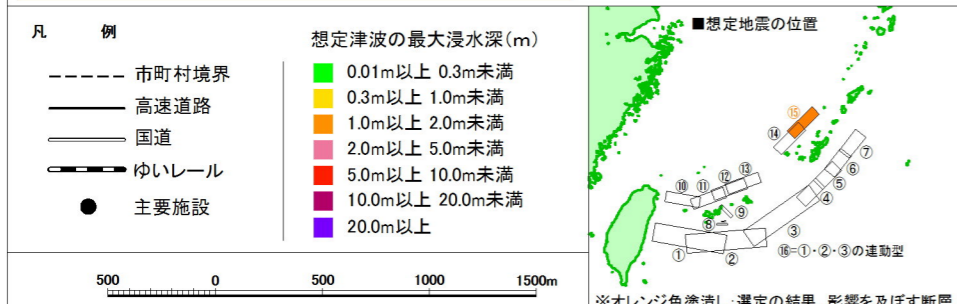 凡 例
市町村境界
高速道路
国道
ゆいレール
主要施設
想定津波の最大浸水深(m)
0.01m以上 0.3m未満
0.3m以上 1.0m未満
1.0m以上 2.0m未満
2.0m以上 5.0m未満
5.0m以上 10.0m未満
10.0m以上 20.0m未満
20.0m以上
500 0 500 1000 1500m
■想定地震の位置
⑮
⑭
⑦
⑥
⑤
④
⑬
⑫
⑪
⑩
⑨
⑧
③
①
②
⑯=①・②・③の連動型
※オレンジ色塗潰し:選定の結果、影響を及ぼす断層